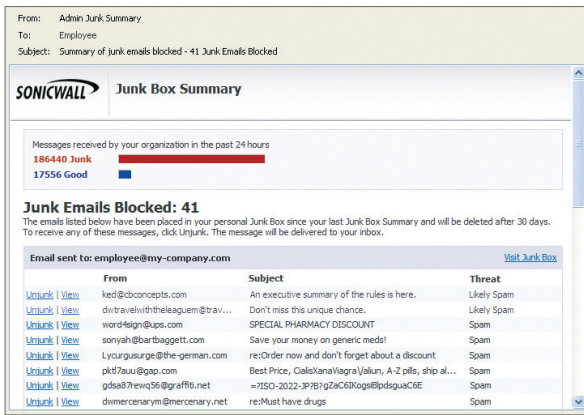 From: Admin Junk Summary
To: Employee
Subject: Summary of junk emails blocked - 41 Junk Emails Blocked
SONICWALL Junk Box Summary
Messages received by your organization in the past 24 hours
186440 Junk
17556 Good
Junk Emails Blocked: 41
The emails listed below have been placed in your personal Junk Box since your last Junk Box Summary and will be deleted after 30 days.
To receive any of these messages, click Unjunk. The message will be delivered to your inbox.
Email sent to: employee@my-company.com Visit Junk Box
From Subject Threat
Unjunk | View ked@cbconcepts.com An executive summary of the rules is here. Likely Spam
Unjunk | View dwtravelwiththeleaguem@trav... Don't miss this unique chance. Likely Spam
Unjunk | View word4sign@ups.com SPECIAL PHARMACY DISCOUNT Spam
Unjunk | View sonyah@bartbaggett.com Save your money on generic meds! Spam
Unjunk | View Lycurgusurge@the-german.com re:Order now and don't forget about a discount Spam
Unjunk | View pktl7auu@gap.com Best Price, CialisXanaViagra\/aliun, A-Z pills, ship al... Spam
Unjunk | View gdsa87rewq56@graffiti.net =?ISO-2022-JP?B?gZaC6IKogsiBlpdsguaC6E Spam
Unjunk | View dwmercenarym@mercenary.net re:Must have drugs Spam